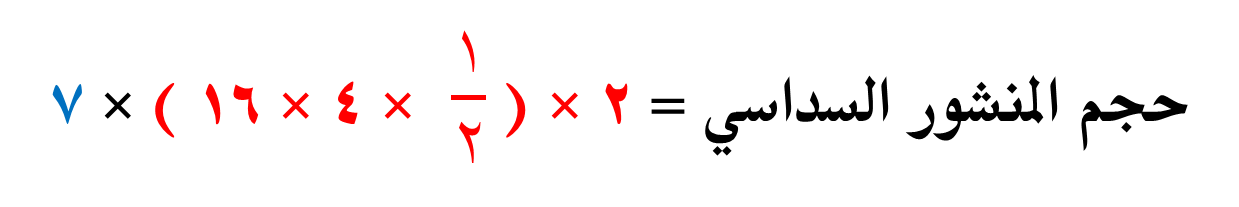 حجم المنشور السداسي = ٢ × ( ١/٢ × ٤ × ١٦ ) × ٧